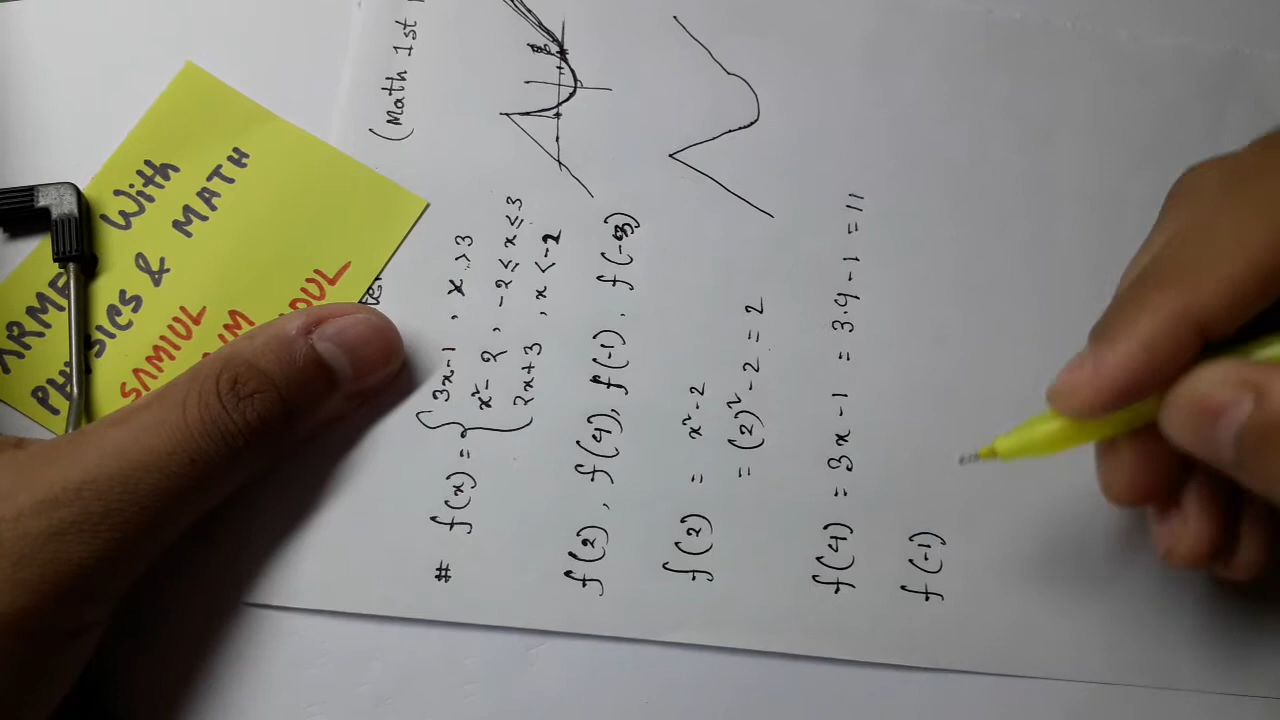 (Math 1st
ARME With
PHYSICS & MATH
SAMIUL
# f(x) = { 3x-1 , x > 3
x² - 2 , -2 ≤ x ≤ 3
2x+3 , x < -2
f(2), f(4), f(-1), f(-3)
f(2) = x² - 2
= (2)² - 2 = 2
f(4) = 3x - 1 = 3.4 - 1 = 11
f(-1)